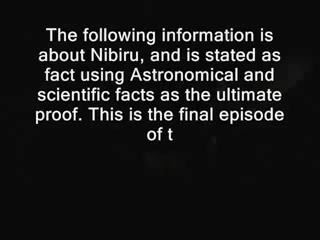 The following information is
about Nibiru, and is stated as
fact using Astronomical and
scientific facts as the ultimate
proof. This is the final episode
of t